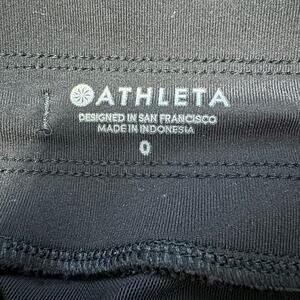 ATHLETA
DESIGNED IN SAN FRANCISCO
MADE IN INDONESIA
0